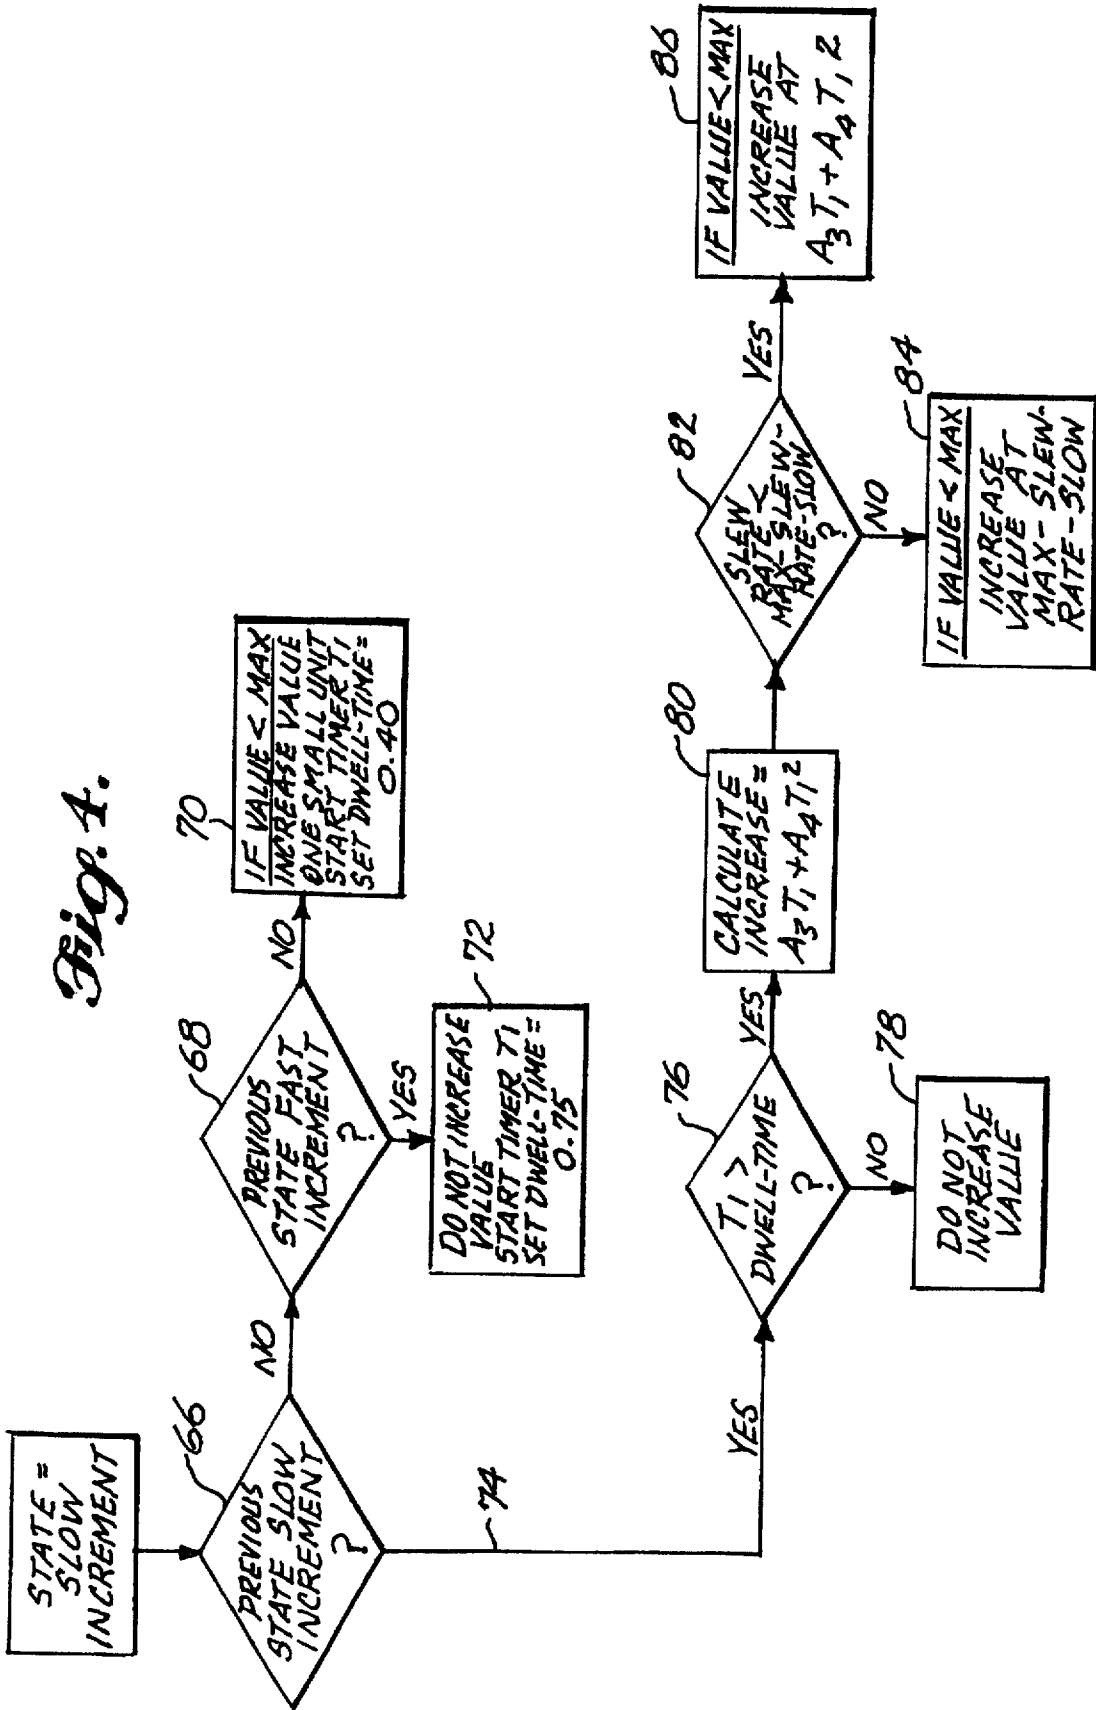 Fig. 4.
STATE =
SLOW
INCREMENT
66
PREVIOUS
STATE SLOW
INCREMENT
?
NO
68
PREVIOUS
STATE FAST
INCREMENT
?
NO
70
IF VALUE < MAX
INCREASE VALUE
ONE SMALL UNIT
START TIMER T1
SET DWELL-TIME=
0.40
YES
72
DO NOT INCREASE
VALUE
START TIMER T1
SET DWELL-TIME=
0.75
74
YES
76
T1 >
DWELL-TIME
?
NO
78
DO NOT
INCREASE
VALUE
YES
80
CALCULATE
INCREASE=
A3T1+A4T1²
82
SLEW
RATE <
MAX-SLEW-
RATE-SLOW
?
NO
84
IF VALUE < MAX
INCREASE
VALUE AT
MAX-SLEW-
RATE-SLOW
YES
86
IF VALUE < MAX
INCREASE
VALUE AT
A3T1+A4T1 2